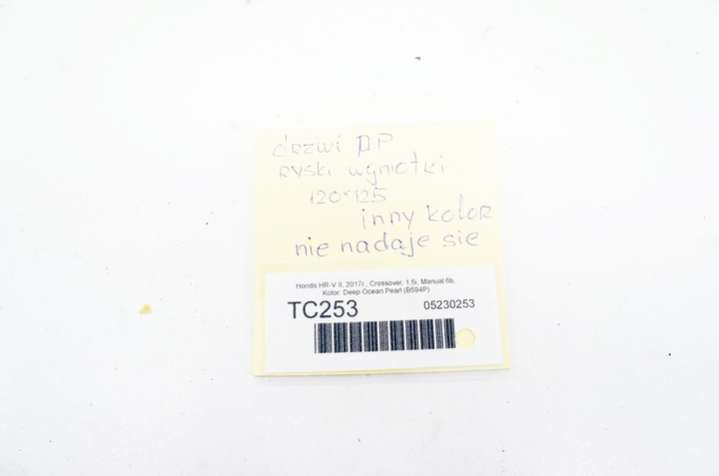 drzwi PP
ryski wgniotki
120-125
inny kolor
nie nadaje sie
Honda HR-V II, 2017r., Crossover, 1.5i, Manual 6b.
Kolor: Deep Ocean Pearl (B594P)
TC253
05230253